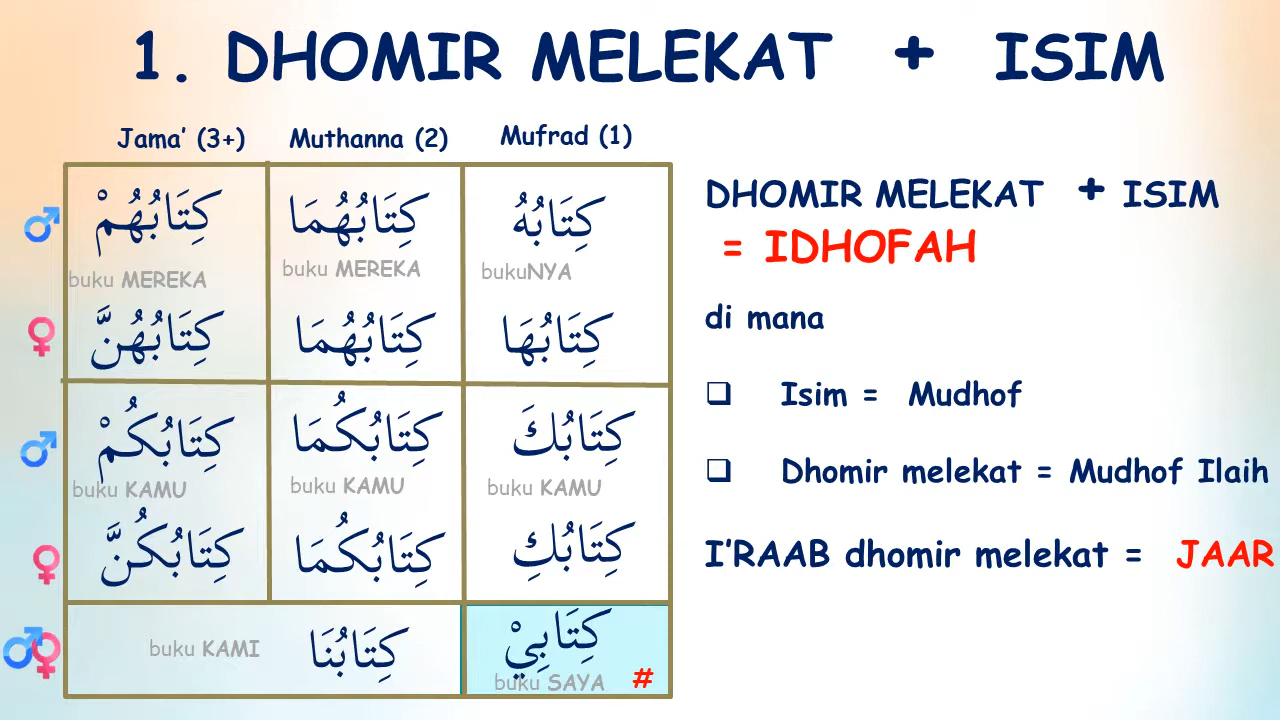 1. DHOMIR MELEKAT + ISIM
Jama' (3+) Muthanna (2) Mufrad (1)
كِتَابُهُمْ كِتَابُهُمَا كِتَابُهُ
buku MEREKA buku MEREKA bukuNYA
كِتَابُهُنَّ كِتَابُهُمَا كِتَابُهَا
كِتَابُكُمْ كِتَابُكُمَا كِتَابُكَ
buku KAMU buku KAMU buku KAMU
كِتَابُكُنَّ كِتَابُكُمَا كِتَابُكِ
buku KAMI كِتَابُنَا كِتَابِيْ
buku SAYA #
DHOMIR MELEKAT + ISIM
= IDHOFAH
di mana
❑ Isim = Mudhof
❑ Dhomir melekat = Mudhof Ilaih
I'RAAB dhomir melekat = JAAR